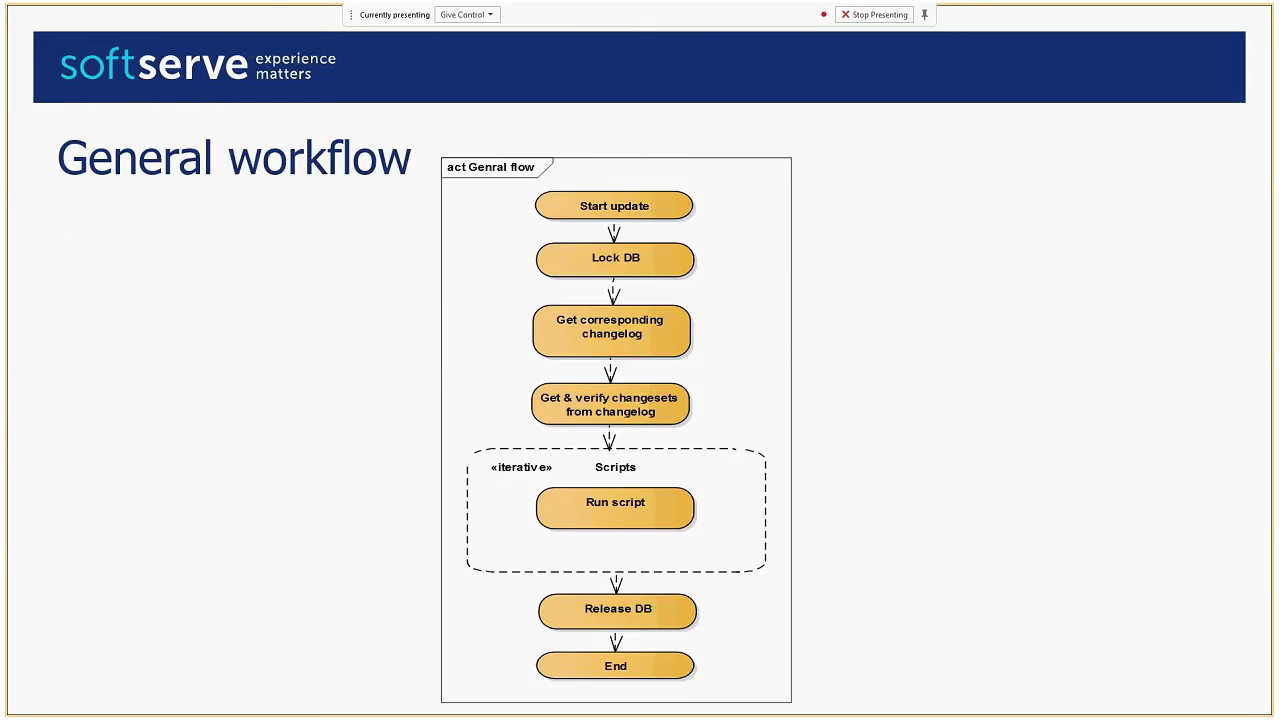 Currently presenting
Give Control
Stop Presenting
softserve experience
matters
General workflow
act Genral flow
Start update
Lock DB
Get corresponding
changelog
Get & verify changesets
from changelog
«iterative» Scripts
Run script
Release DB
End